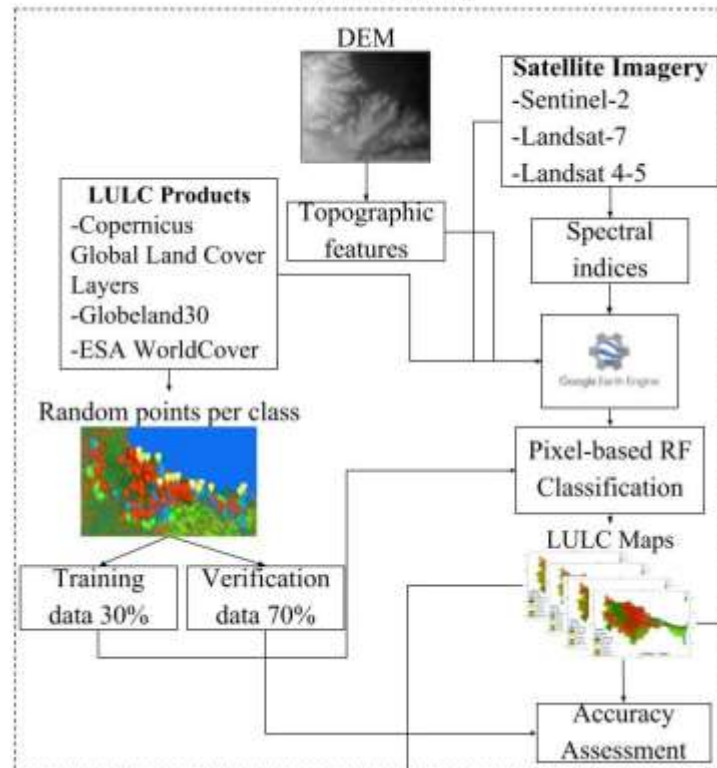 DEM
Satellite Imagery
-Sentinel-2
-Landsat-7
-Landsat 4-5
LULC Products
-Copernicus
Global Land Cover
Layers
-Globeland30
-ESA WorldCover
Topographic
features
Spectral
indices
Google Earth Engine
Random points per class
Pixel-based RF
Classification
Training
data 30%
Verification
data 70%
LULC Maps
Accuracy
Assessment